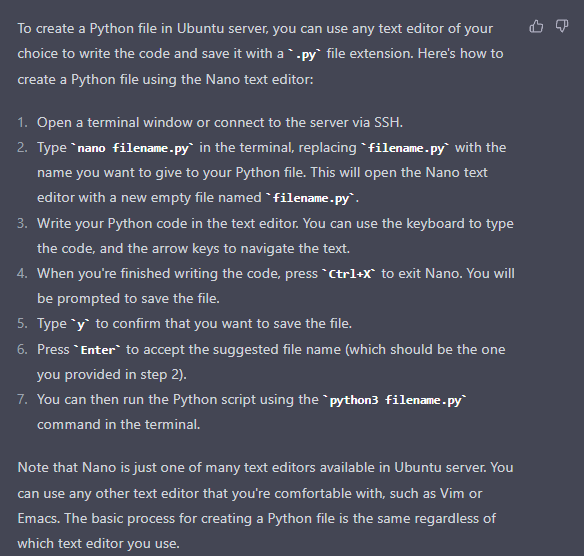 To create a Python file in Ubuntu server, you can use any text editor of your
choice to write the code and save it with a `.py` file extension. Here's how to
create a Python file using the Nano text editor:
1. Open a terminal window or connect to the server via SSH.
2. Type `nano filename.py` in the terminal, replacing `filename.py` with the
name you want to give to your Python file. This will open the Nano text
editor with a new empty file named `filename.py`.
3. Write your Python code in the text editor. You can use the keyboard to type
the code, and the arrow keys to navigate the text.
4. When you're finished writing the code, press `Ctrl+X` to exit Nano. You will
be prompted to save the file.
5. Type `y` to confirm that you want to save the file.
6. Press `Enter` to accept the suggested file name (which should be the one
you provided in step 2).
7. You can then run the Python script using the `python3 filename.py`
command in the terminal.
Note that Nano is just one of many text editors available in Ubuntu server. You
can use any other text editor that you're comfortable with, such as Vim or
Emacs. The basic process for creating a Python file is the same regardless of
which text editor you use.